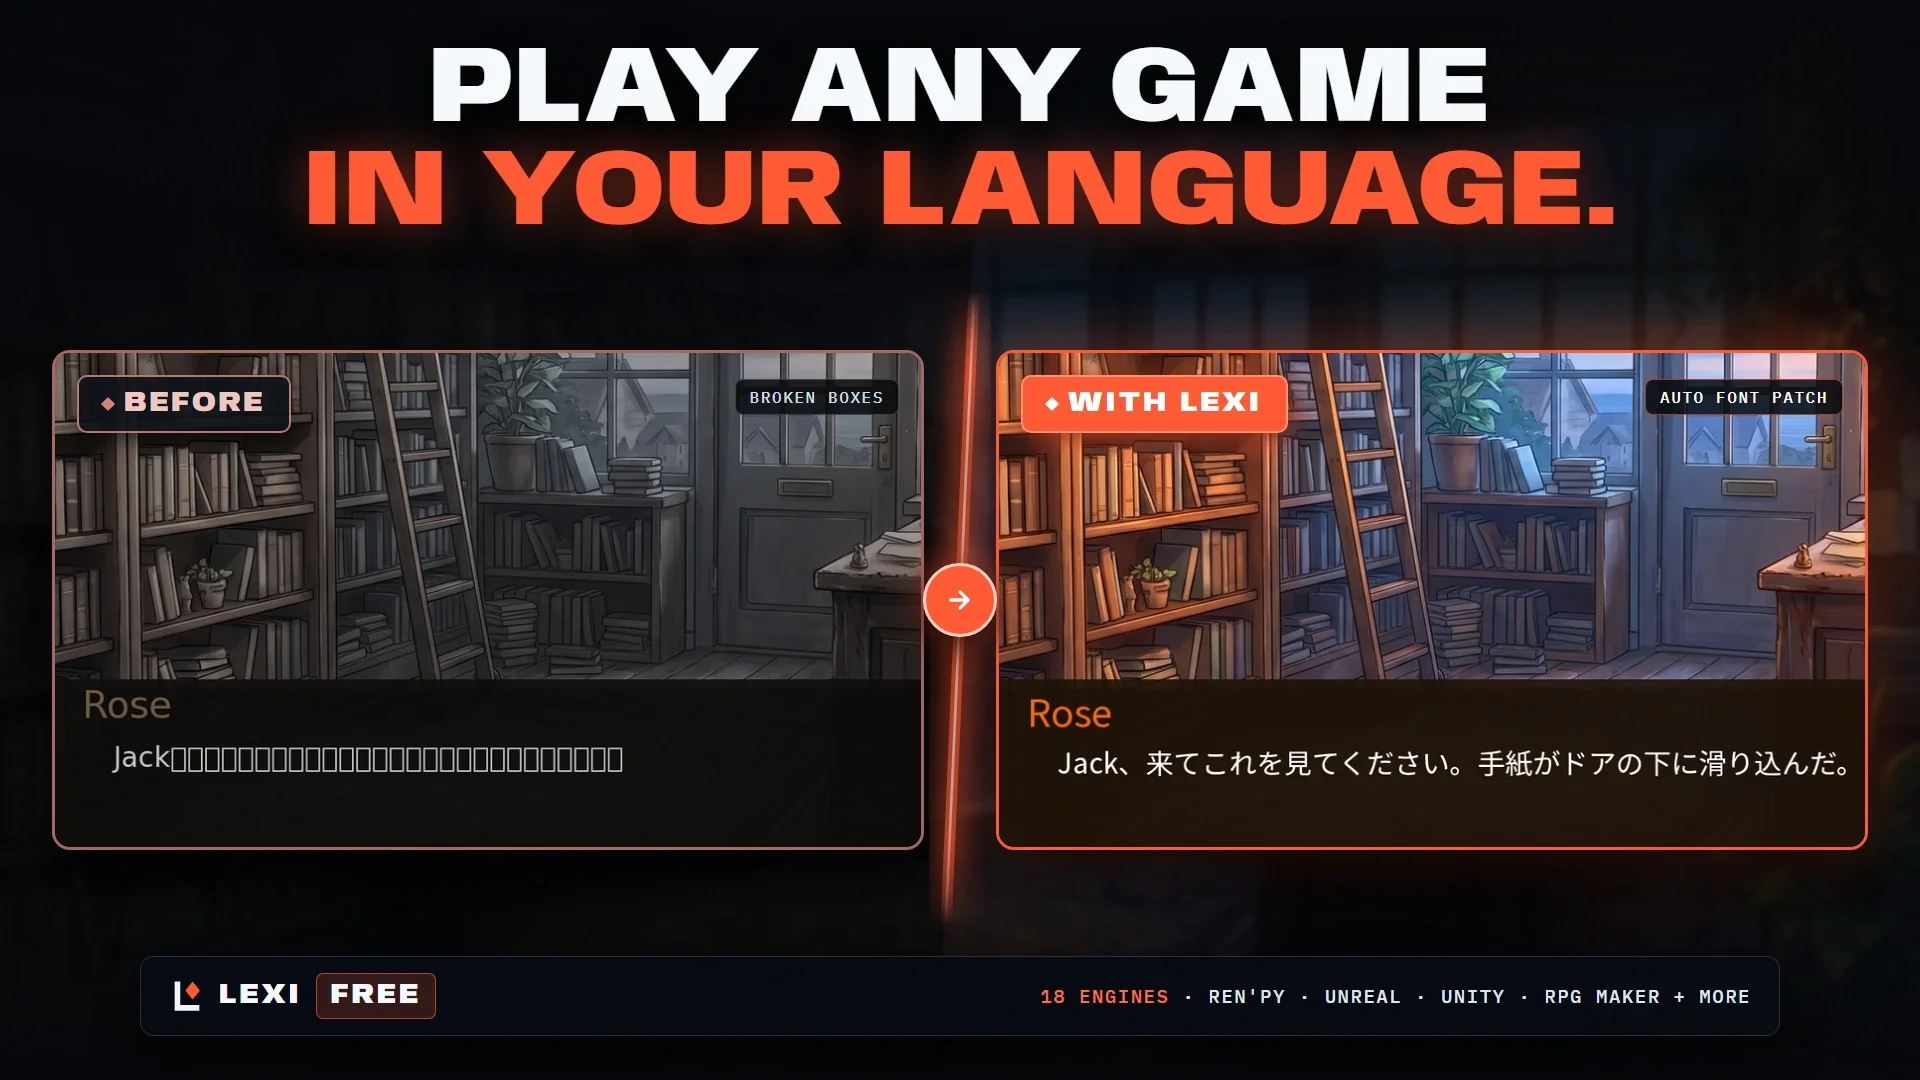 PLAY ANY GAME
IN YOUR LANGUAGE.
BEFORE
BROKEN BOXES
Rose
Jack▯▯▯▯▯▯▯▯▯▯▯▯▯▯▯▯▯▯▯▯▯▯▯▯▯▯▯
WITH LEXI
AUTO FONT PATCH
Rose
Jack、来てこれを見てください。手紙がドアの下に滑り込んだ。
LEXI FREE
18 ENGINES · REN'PY · UNREAL · UNITY · RPG MAKER + MORE